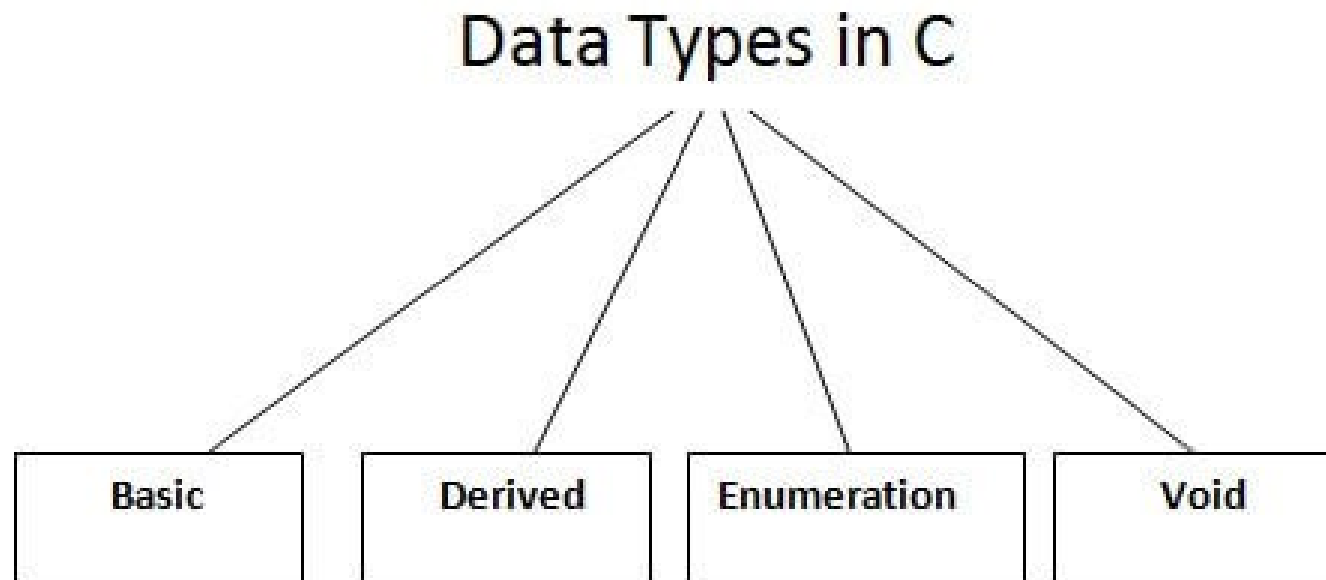 Data Types in C
Basic
Derived
Enumeration
Void